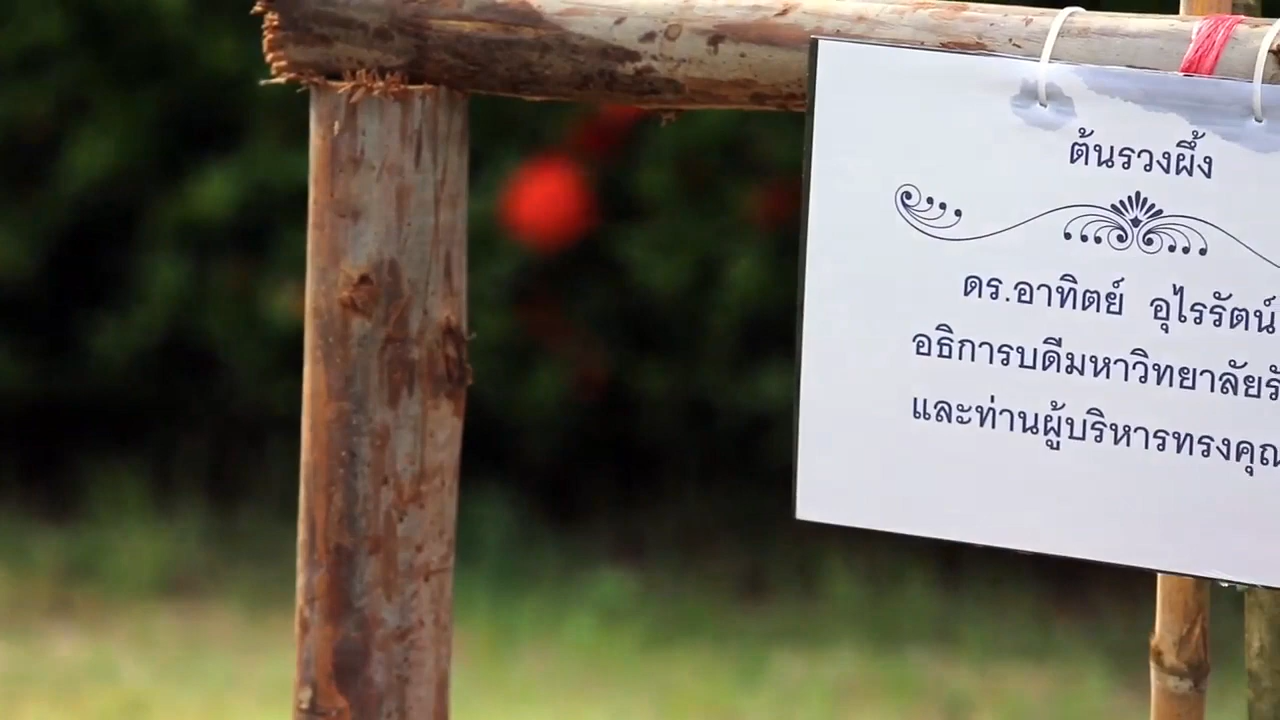 ต้นรวงผึ้ง
ดร.อาทิตย์ อุไรรัตน์
อธิการบดีมหาวิทยาลัยรั
และท่านผู้บริหารทรงคุณ